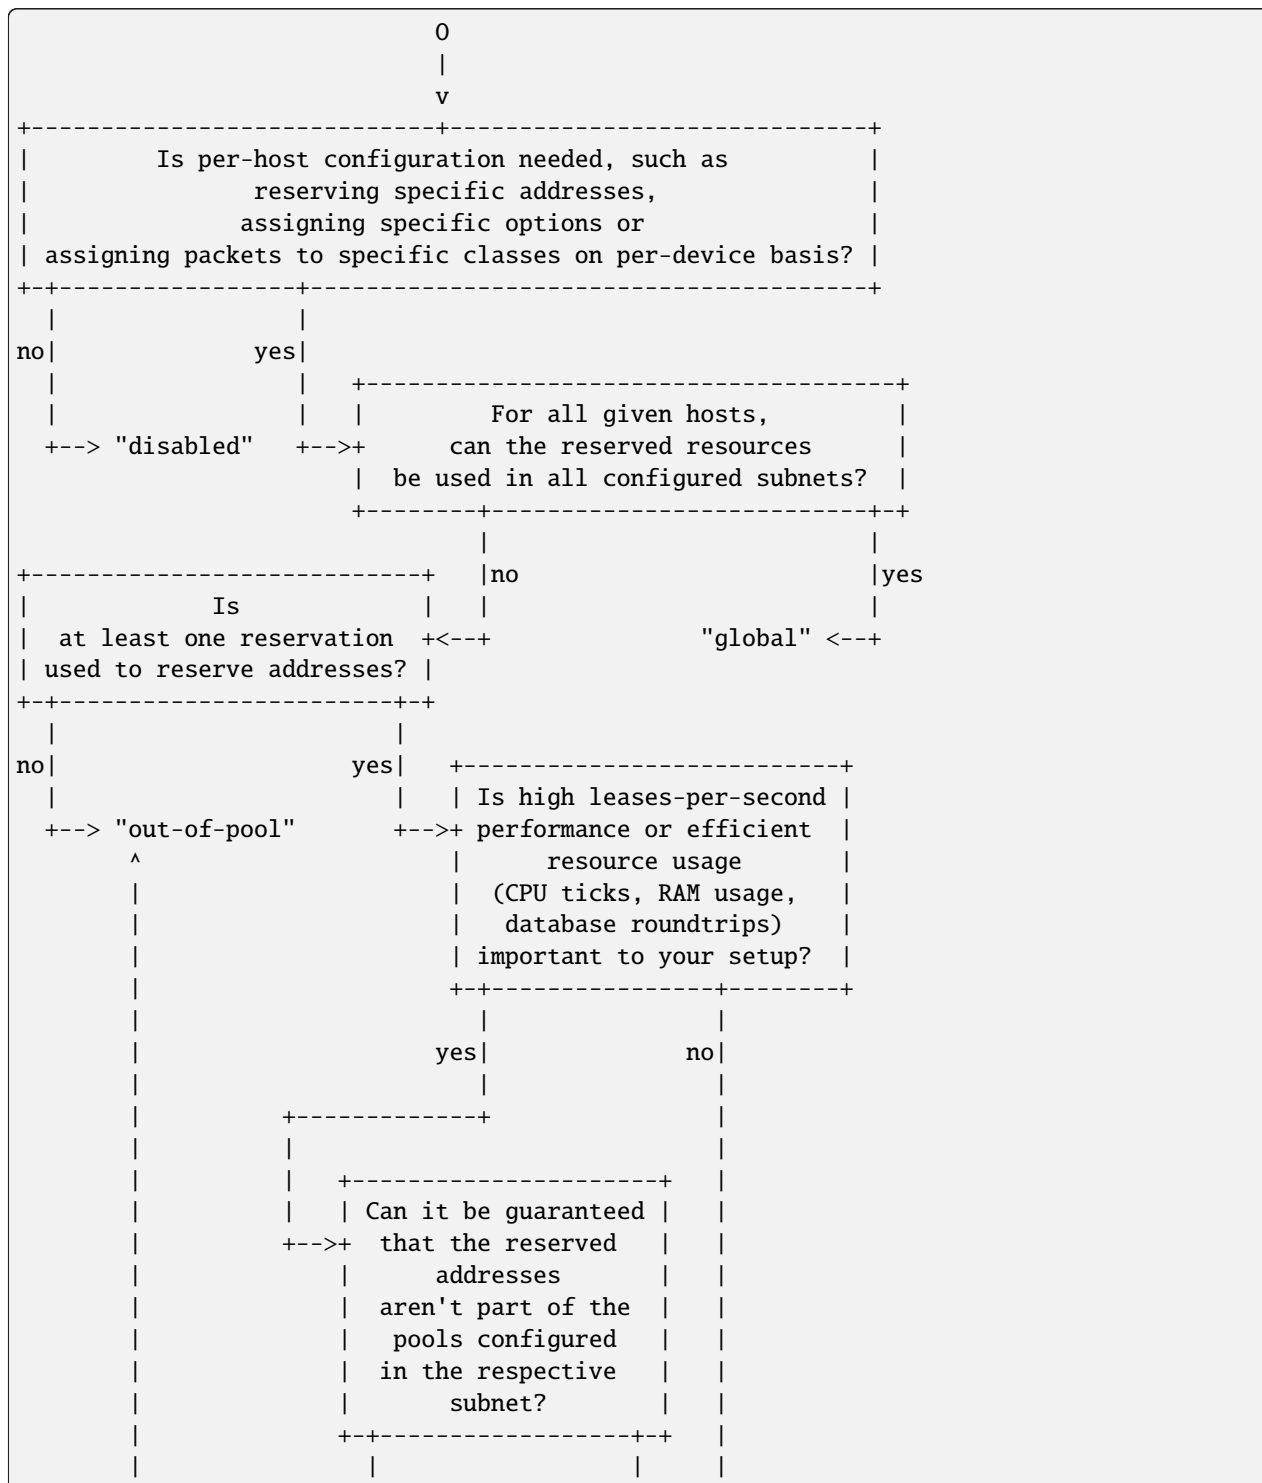 O
                              |
                              v
+-----------------------------+------------------------------+
|         Is per-host configuration needed, such as          |
|                reserving specific addresses,               |
|               assigning specific options or                |
| assigning packets to specific classes on per-device basis? |
+-+-----------------+----------------------------------------+
  |                 |
no|              yes|
  |                 |   +--------------------------------------+
  |                 |   |         For all given hosts,         |
  +--> "disabled"   +-->+      can the reserved resources      |
                        |  be used in all configured subnets?  |
                        +--------+---------------------------+-+
                                 |                           |
+----------------------------+   |no                         |yes
|             Is             |   |                           |
|  at least one reservation  +<--+               "global" <--+
| used to reserve addresses? |
+-+------------------------+-+
  |                        |
no|                     yes|   +---------------------------+
  |                        |   | Is high leases-per-second |
  +--> "out-of-pool"       +-->+ performance or efficient  |
        ^                      |      resource usage       |
        |                      |  (CPU ticks, RAM usage,   |
        |                      |   database roundtrips)    |
        |                      | important to your setup?  |
        |                      +-+----------------+--------+
        |                        |                |
        |                     yes|              no|
        |                        |                |
        |          +-------------+                |
        |          |                              |
        |          |   +----------------------+   |
        |          |   | Can it be guaranteed |   |
        |          +-->+  that the reserved   |   |
        |              |      addresses       |   |
        |              |  aren't part of the  |   |
        |              |   pools configured   |   |
        |              |  in the respective   |   |
        |              |       subnet?        |   |
        |              +-+------------------+-+   |
        |                |                  |     |